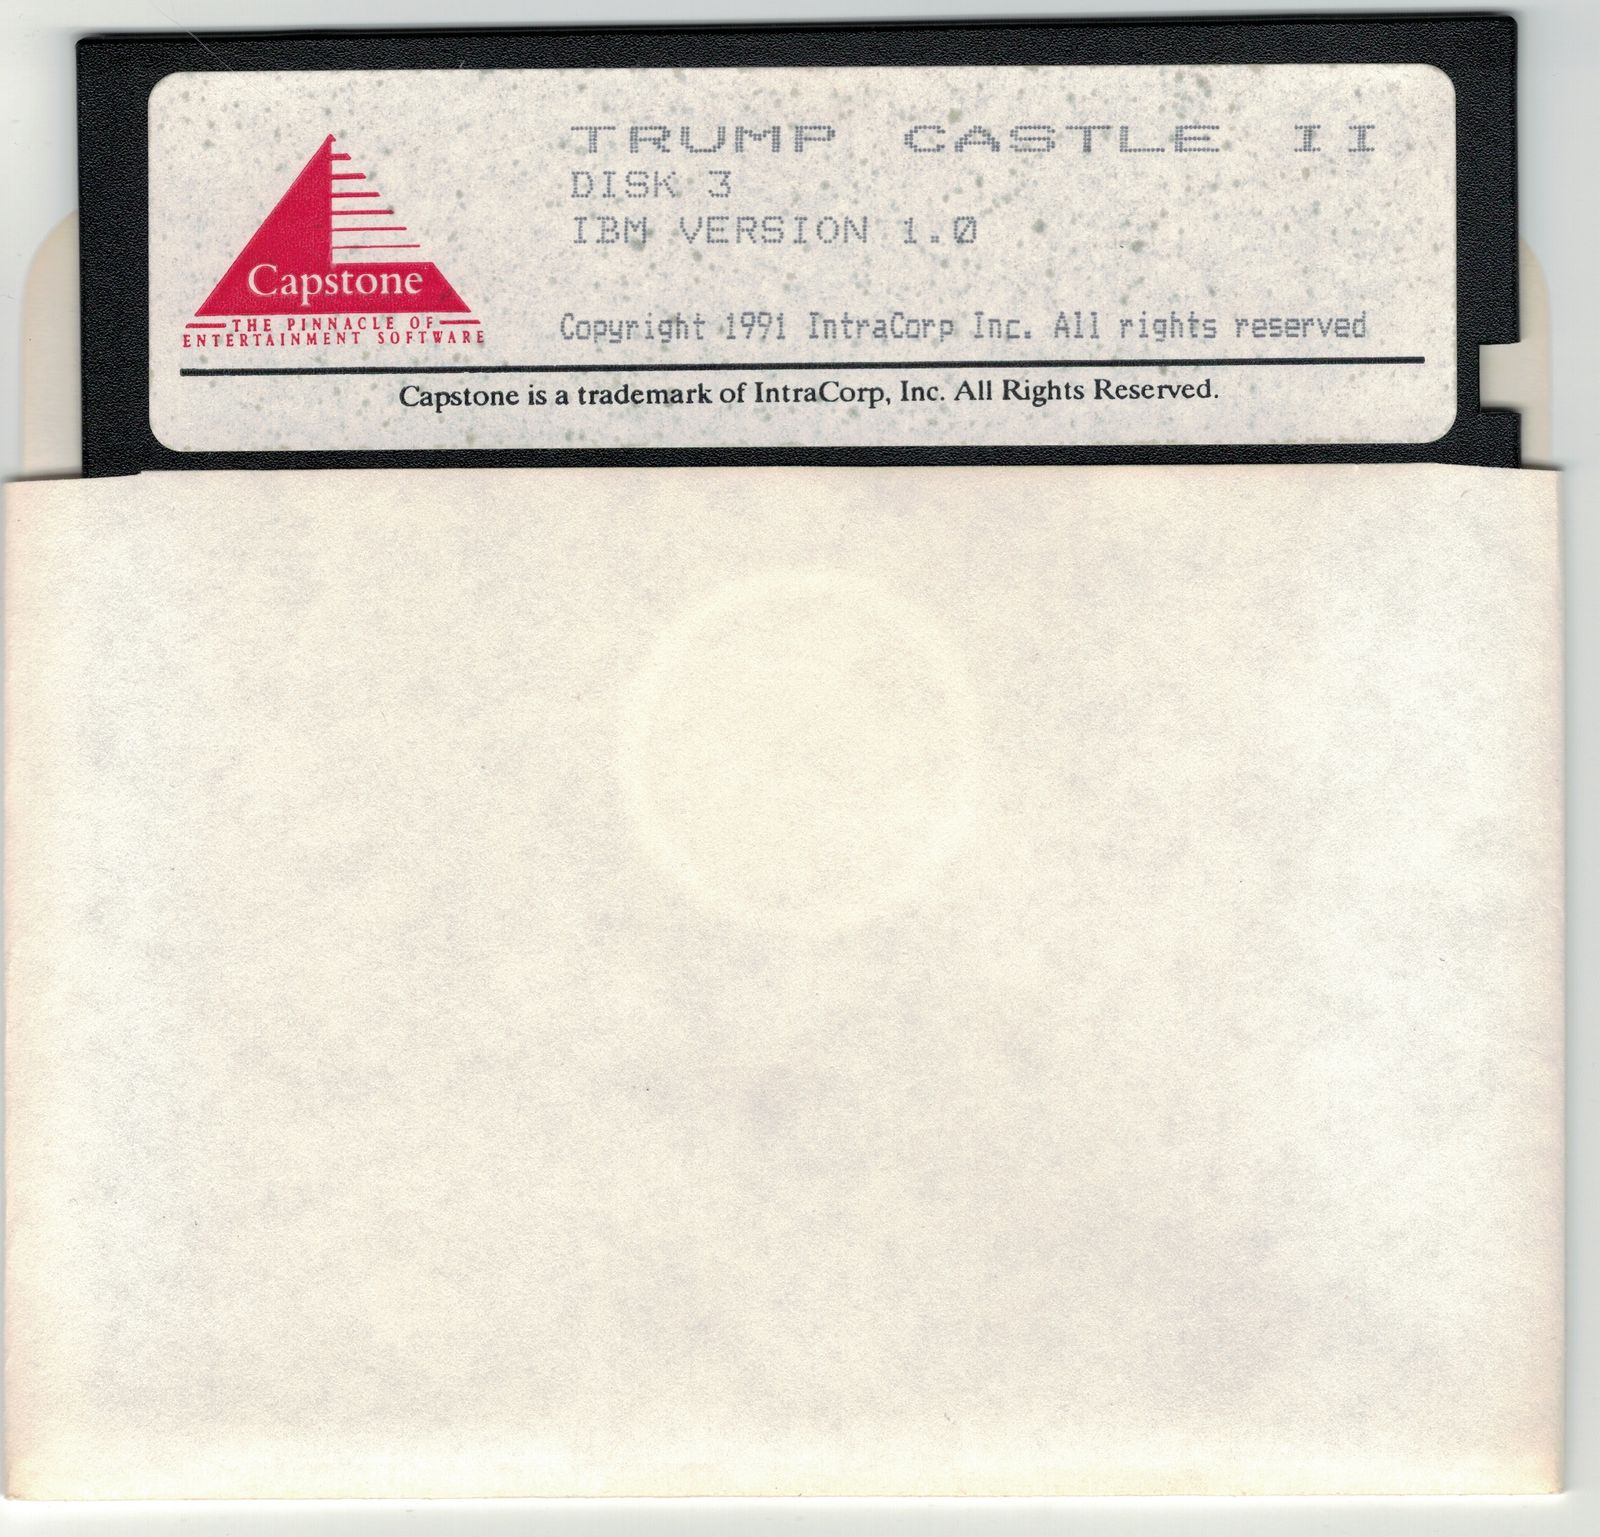 TRUMP CASTLE II
DISK 3
IBM VERSION 1.0
Capstone
THE PINNACLE OF
ENTERTAINMENT SOFTWARE
Copyright 1991 IntraCorp Inc. All rights reserved
Capstone is a trademark of IntraCorp, Inc. All Rights Reserved.